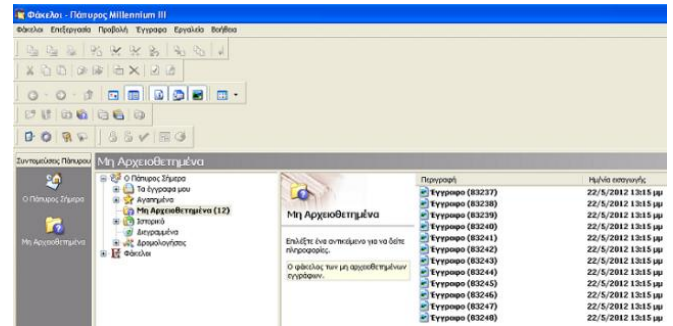 Φάκελοι - Πάπυρος Millennium III
Φάκελοι Επεξεργασία Προβολή Έγγραφο Εργαλεία Βοήθεια
Συντομεύσεις Πάπυρου
Μη Αρχειοθετημένα
Ο Πάπυρος Σήμερα
Μη Αρχειοθετημένα
Ο Πάπυρος Σήμερα
Τα έγγραφα μου
Αγαπημένα
Μη Αρχειοθετημένα (12)
Ιστορικό
Διεγραμμένα
Δρομολογήσεις
Φάκελοι
Μη Αρχειοθετημένα
Επιλέξτε ένα αντικείμενο για να δείτε
πληροφορίες.
Ο φάκελος των μη αρχειοθετημένων
εγγράφων.
Περιγραφή Ημ/νία εισαγωγής
Έγγραφο (83237) 22/5/2012 13:15 μμ
Έγγραφο (83238) 22/5/2012 13:15 μμ
Έγγραφο (83239) 22/5/2012 13:15 μμ
Έγγραφο (83240) 22/5/2012 13:15 μμ
Έγγραφο (83241) 22/5/2012 13:15 μμ
Έγγραφο (83242) 22/5/2012 13:15 μμ
Έγγραφο (83243) 22/5/2012 13:15 μμ
Έγγραφο (83244) 22/5/2012 13:15 μμ
Έγγραφο (83245) 22/5/2012 13:15 μμ
Έγγραφο (83246) 22/5/2012 13:15 μμ
Έγγραφο (83247) 22/5/2012 13:15 μμ
Έγγραφο (83248) 22/5/2012 13:15 μμ